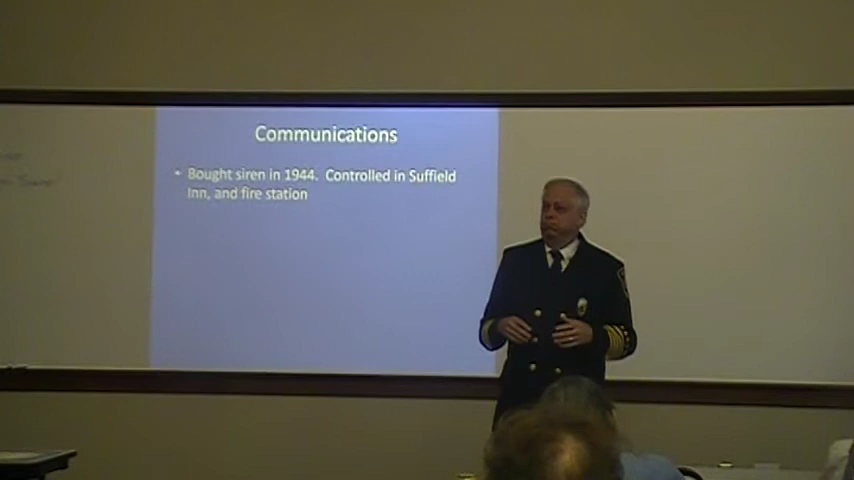 Communications
• Bought siren in 1944. Controlled in Suffield
Inn, and fire station